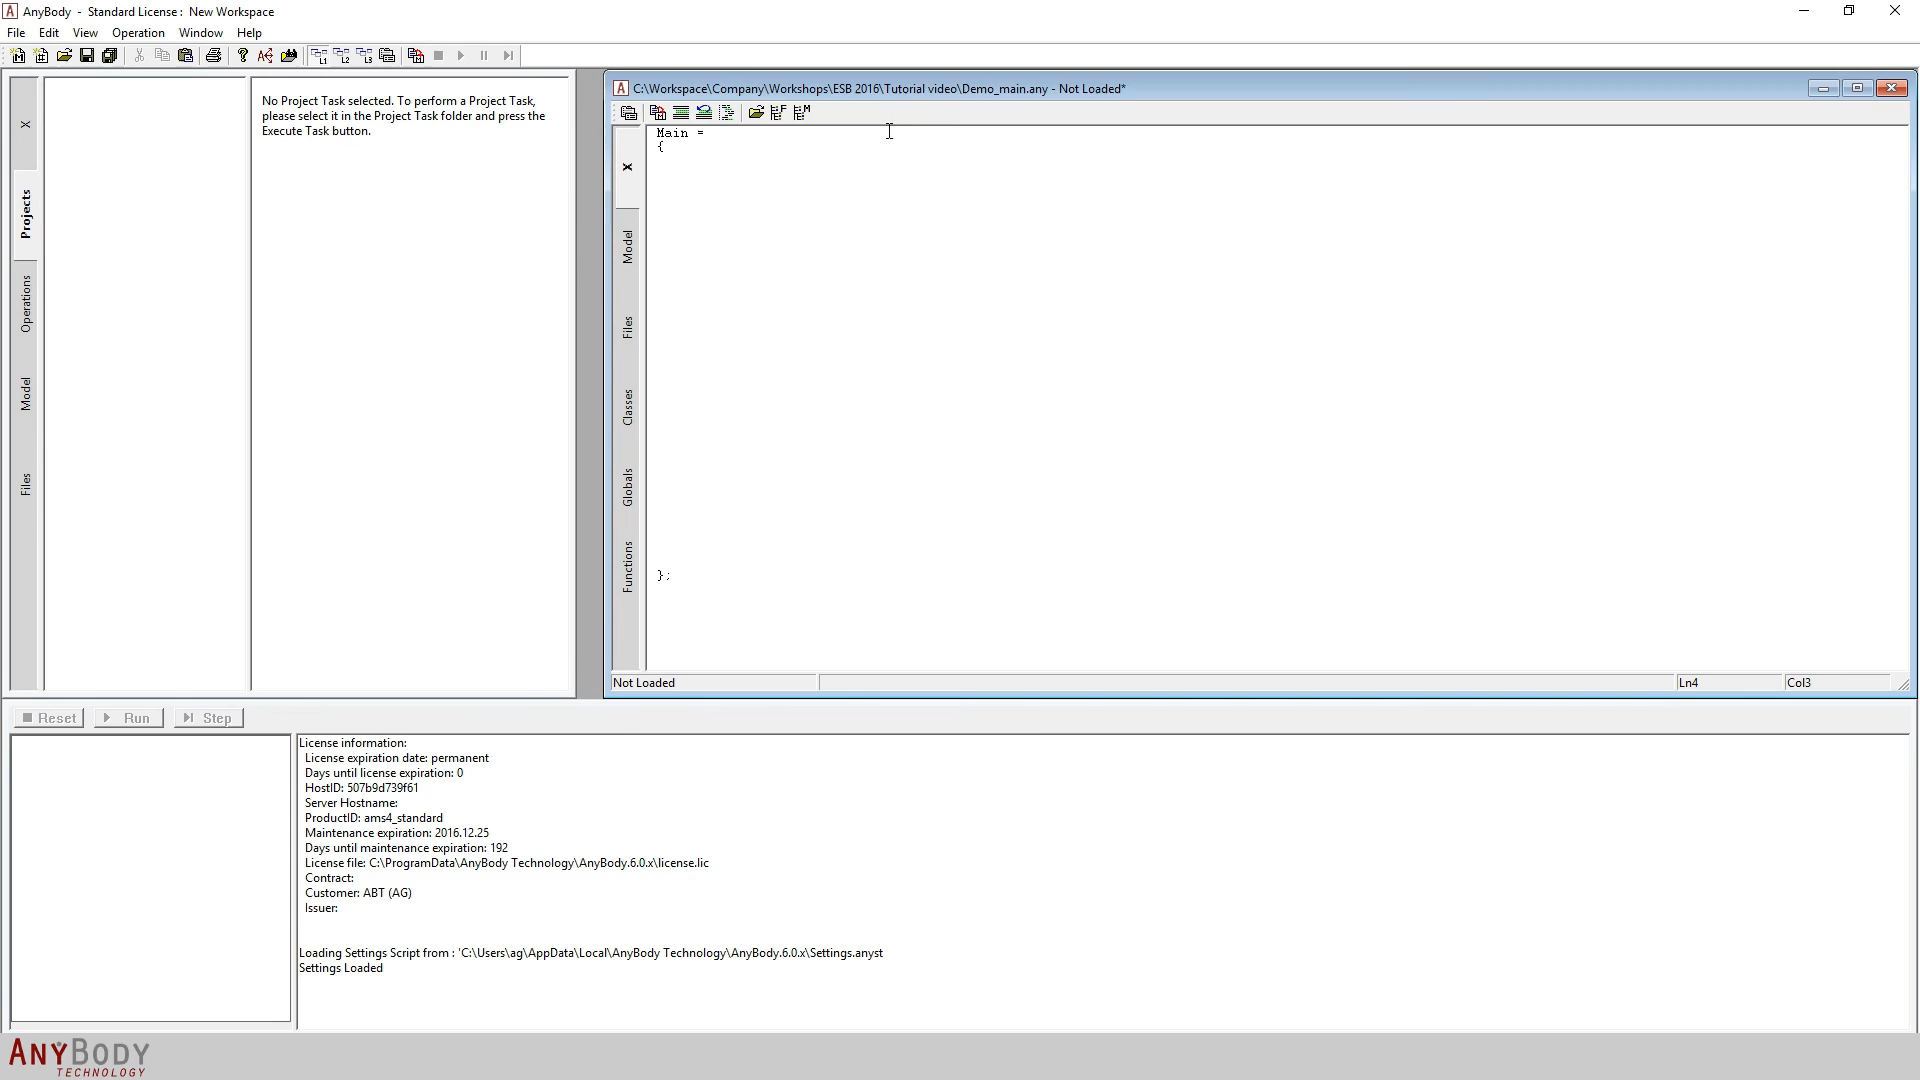 AnyBody - Standard License: New Workspace
File Edit View Operation Window Help
L1 L2 L3
X
Projects
Operations
Model
Files
No Project Task selected. To perform a Project Task,
please select it in the Project Task folder and press the
Execute Task button.
C:\Workspace\Company\Workshops\ESB 2016\Tutorial video\Demo_main.any - Not Loaded*
F M
X
Model
Files
Classes
Globals
Functions
Main =
{
};
Not Loaded
Ln4
Col3
Reset Run Step
License information:
License expiration date: permanent
Days until license expiration: 0
HostID: 507b9d739f61
Server Hostname:
ProductID: ams4_standard
Maintenance expiration: 2016.12.25
Days until maintenance expiration: 192
License file: C:\ProgramData\AnyBody Technology\AnyBody.6.0.x\license.lic
Contract:
Customer: ABT (AG)
Issuer:
Loading Settings Script from : 'C:\Users\ag\AppData\Local\AnyBody Technology\AnyBody.6.0.x\Settings.anyst
Settings Loaded
ANYBODY
TECHNOLOGY